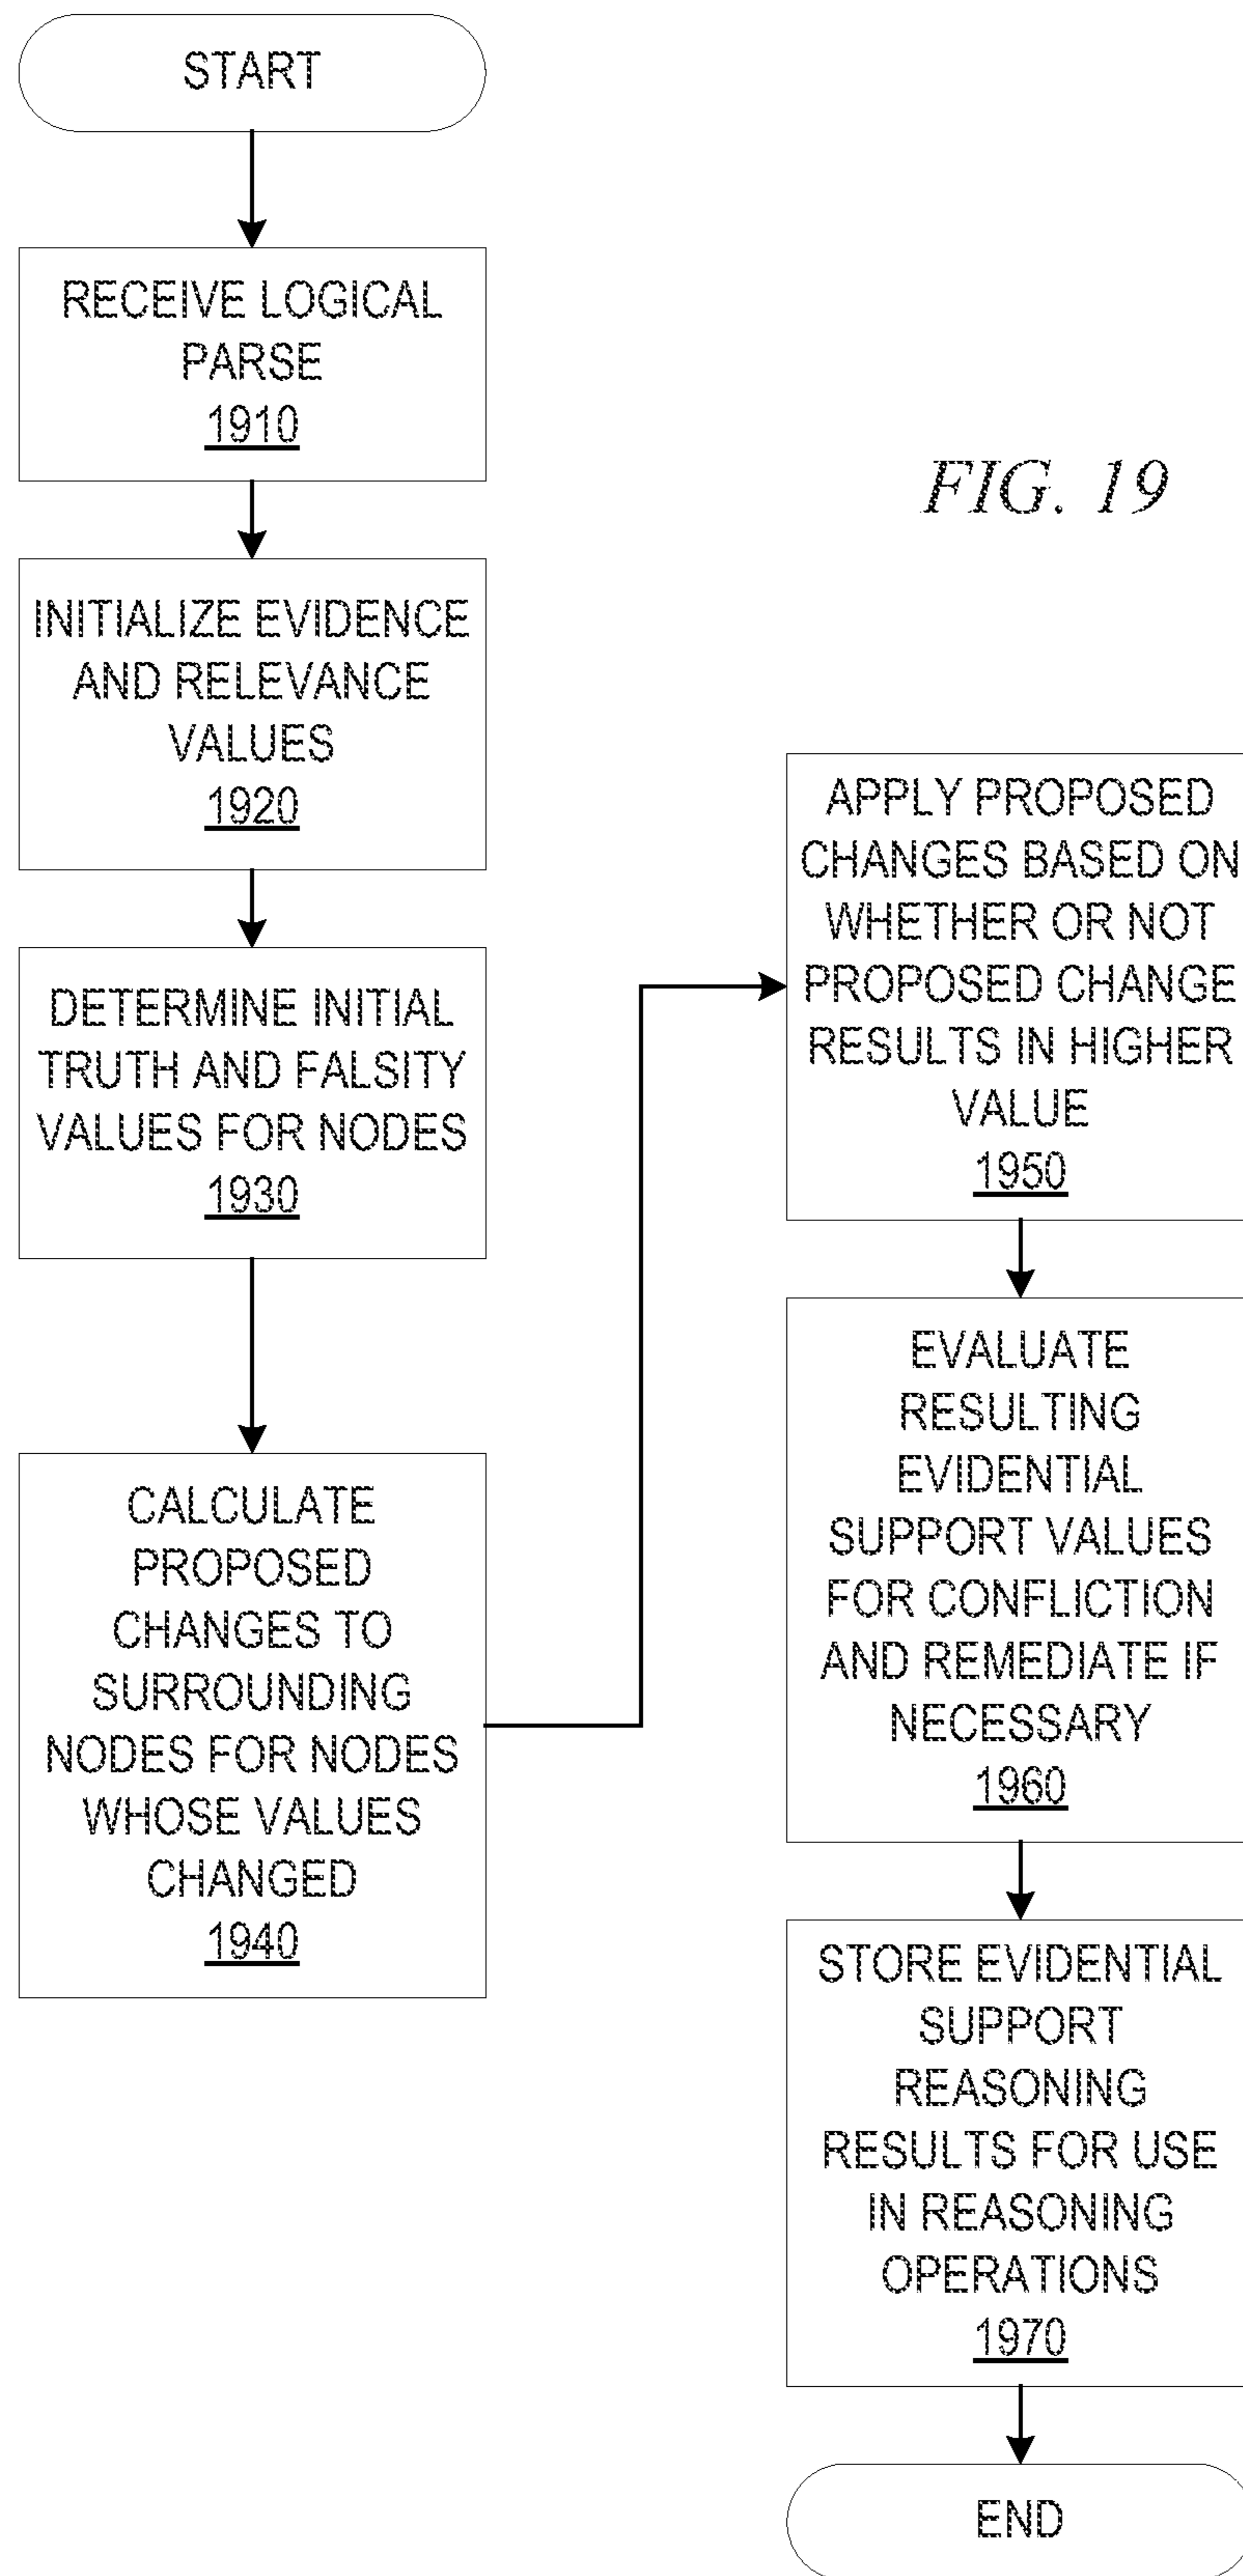 START
RECEIVE LOGICAL
PARSE
1910
INITIALIZE EVIDENCE
AND RELEVANCE
VALUES
1920
DETERMINE INITIAL
TRUTH AND FALSITY
VALUES FOR NODES
1930
CALCULATE
PROPOSED
CHANGES TO
SURROUNDING
NODES FOR NODES
WHOSE VALUES
CHANGED
1940
FIG. 19
APPLY PROPOSED
CHANGES BASED ON
WHETHER OR NOT
PROPOSED CHANGE
RESULTS IN HIGHER
VALUE
1950
EVALUATE
RESULTING
EVIDENTIAL
SUPPORT VALUES
FOR CONFLICTION
AND REMEDIATE IF
NECESSARY
1960
STORE EVIDENTIAL
SUPPORT
REASONING
RESULTS FOR USE
IN REASONING
OPERATIONS
1970
END